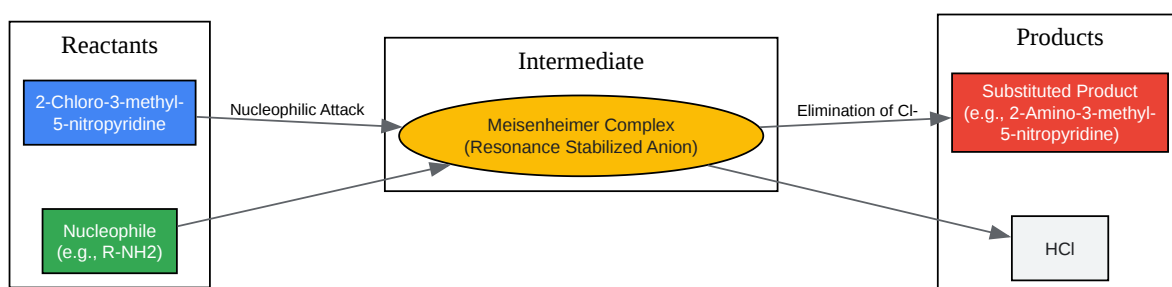 Reactants
2-Chloro-3-methyl-
5-nitropyridine
Nucleophile
(e.g., R-NH2)
Nucleophilic Attack
Intermediate
Meisenheimer Complex
(Resonance Stabilized Anion)
Elimination of Cl-
Products
Substituted Product
(e.g., 2-Amino-3-methyl-
5-nitropyridine)
HCl